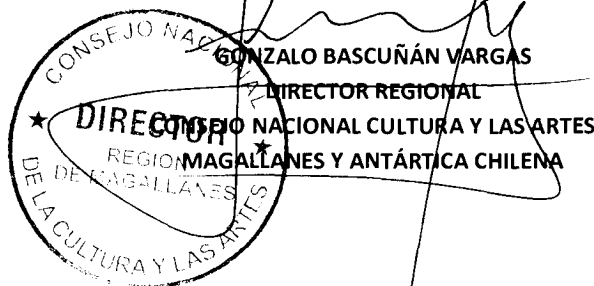 GONZALO BASCUÑÁN VARGAS
DIRECTOR REGIONAL
CONSEJO NACIONAL CULTURA Y LAS ARTES
MAGALLANES Y ANTÁRTICA CHILENA
CONSEJO NACIONAL
DE LA CULTURA Y LAS ARTES
DIRECTOR
REGION
DE MAGALLANES